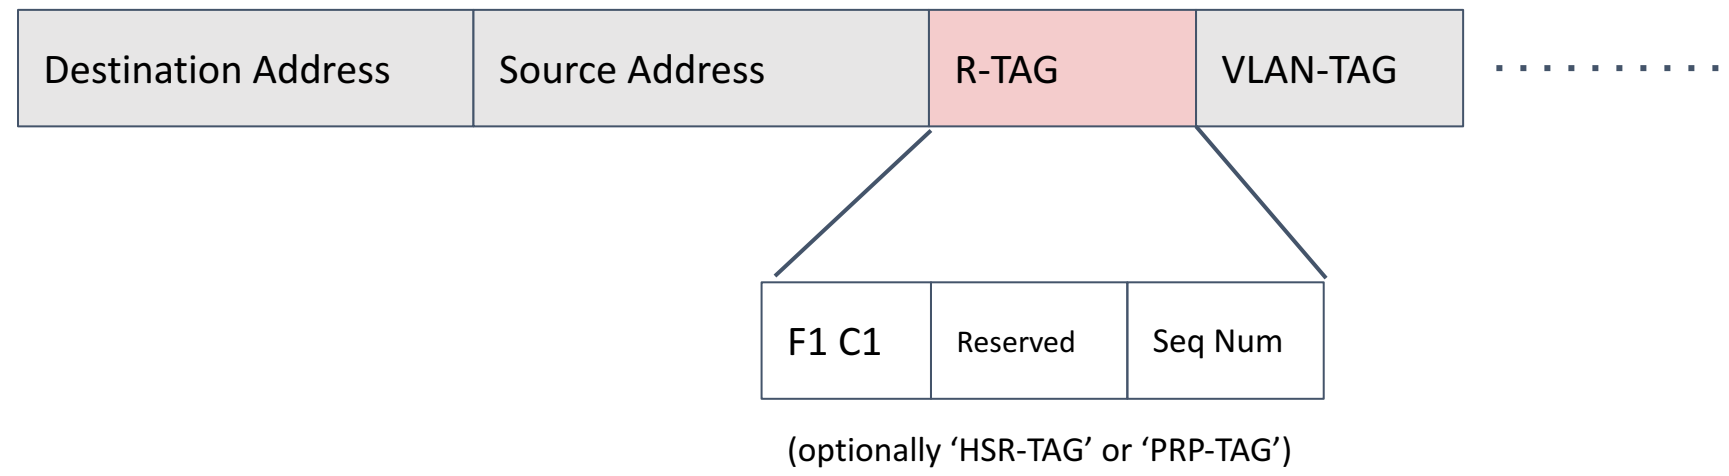 Destination Address Source Address R-TAG VLAN-TAG ..........
F1 C1 Reserved Seq Num
(optionally ‘HSR-TAG’ or ‘PRP-TAG’)